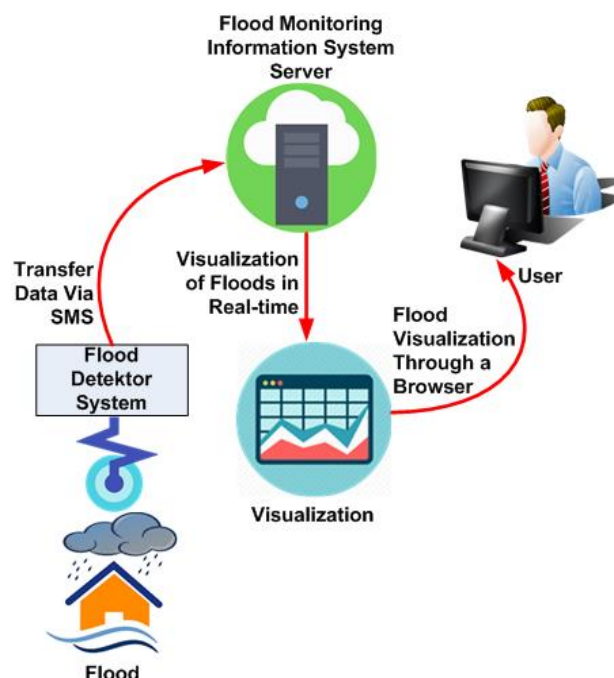 Flood Monitoring
Information System
Server
Transfer
Data Via
SMS
Visualization
of Floods in
Real-time
User
Flood
Visualization
Through a
Browser
Flood
Detektor
System
Visualization
Flood